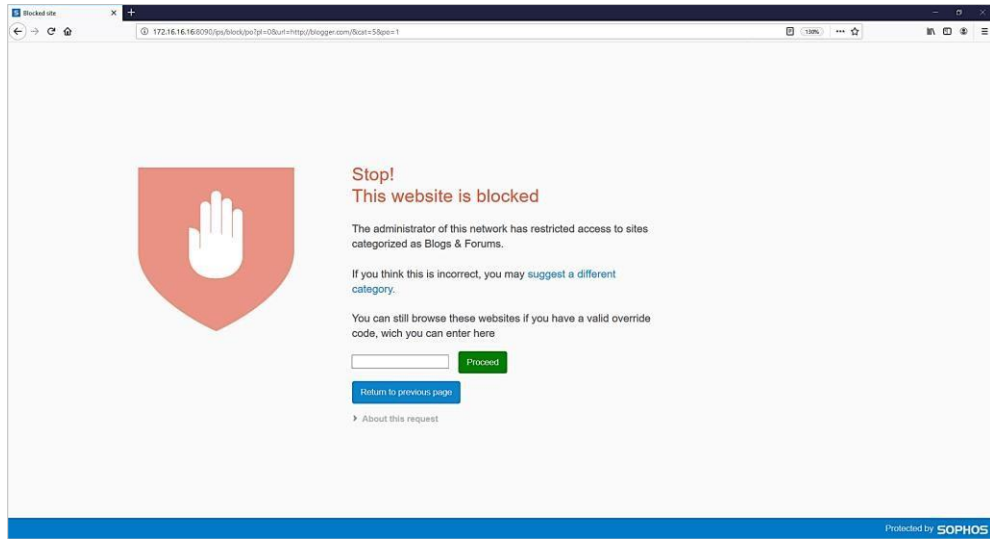 Blocked site
172.16.16.16:8090/ips/block/po?pl=0&url=http://blogger.com/&cat=58&po=1
130%
Stop!
This website is blocked
The administrator of this network has restricted access to sites
categorized as Blogs & Forums.
If you think this is incorrect, you may suggest a different
category.
You can still browse these websites if you have a valid override
code, wich you can enter here
Proceed
Return to previous page
About this request
Protected by SOPHOS